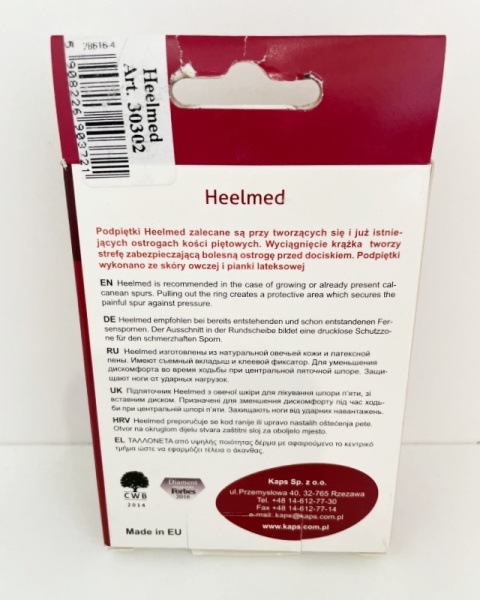 78616-4
5 908226 903721
Heelmed
Art. 30302
Heelmed
Podpiętki Heelmed zalecane są przy tworzących się i już istnie-
jących ostrogach kości piętowych. Wyciągnięcie krążka tworzy
strefę zabezpieczającą bolesną ostrogę przed dociskiem. Podpiętki
wykonano ze skóry owczej i pianki lateksowej
EN Heelmed is recommended in the case of growing or already present cal-
canean spurs. Pulling out the ring creates a protective area which secures the
painful spur against pressure.
DE Heelmed empfohlen bei bereits entstehenden und schon entstandenen Fer-
senspornen. Der Ausschnitt in der Rundscheibe bildet eine drucklose Schutzzo-
ne für den schmerzhaften Sporn.
RU Heelmed изготовлены из натуральной овечьей кожи и латексной
пены. Имеют съемный вкладыш и клеевой фиксатор. Для уменьшения
дискомфорта во время ходьбы при центральной пяточной шпоре. Защи-
щают ноги от ударных нагрузок.
UK Підпяточник Heelmed з овечої шкіри для лікування шпори п'яти, зі
вставним диском. Призначені для зменшення дискомфорту під час ходь-
би при центральній шпорі п'яти. Захищають ноги від ударних навантажень.
HRV Heelmed preporučuje se kod ranije ili upravo nastalih oštećenja pete.
Otvor na okruglom dijelu stvara zaštitni sloj za oboljelo mjesto.
EL ΤΑΛΛΟΝΕΤΑ από υψηλής ποιότητας δέρμα με αφαιρούμενο το κεντρικό
τμήμα ώστε να εφαρμόζει τέλεια ο άκανθας.
CWB
2014
Diament
Forbes
2016
Made in EU
Kaps Sp. z o.o.
ul.Przemysłowa 40, 32-765 Rzezawa
Tel. +48 14-612-77-30
Fax +48 14-612-77-14
e-mail: kaps@kaps.com.pl
www.kaps.com.pl